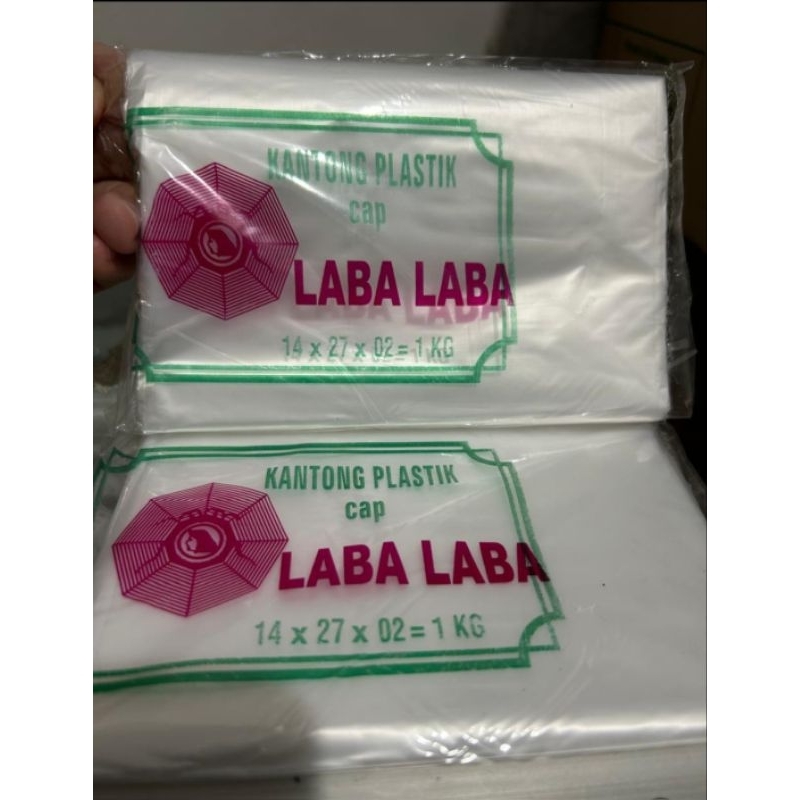 KANTONG PLASTIK
cap
LABA LABA
14 x 27 x 02 = 1 KG
KANTONG PLASTIK
cap
LABA LABA
14 x 27 x 02 = 1 KG